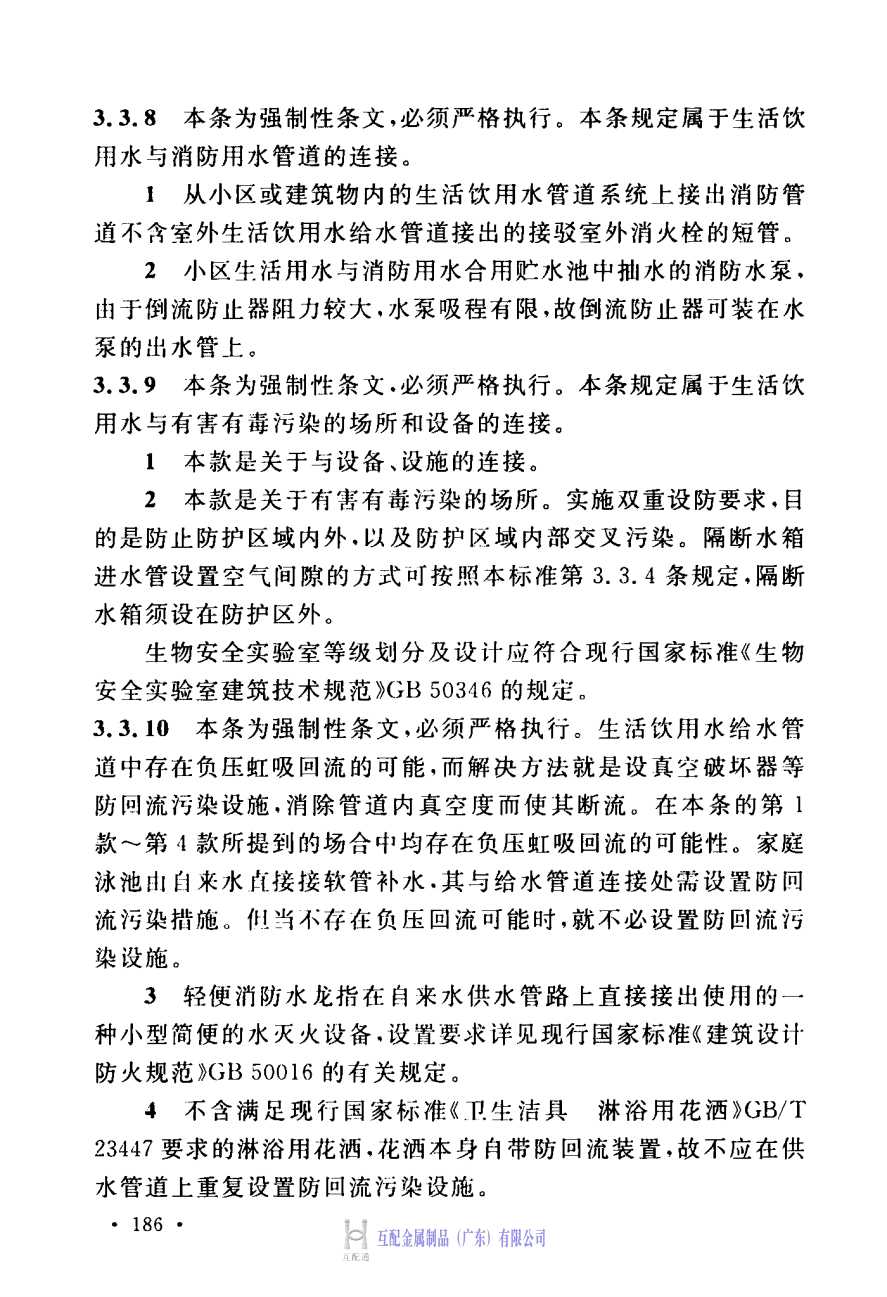 3.3.8　本条为强制性条文,必须严格执行。本条规定属于生活饮
用水与消防用水管道的连接。
1　从小区或建筑物内的生活饮用水管道系统上接出消防管
道不含室外生活饮用水给水管道接出的接驳室外消火栓的短管。
2　小区生活用水与消防用水合用贮水池中抽水的消防水泵,
由于倒流防止器阻力较大,水泵吸程有限,故倒流防止器可装在水
泵的出水管上。
3.3.9　本条为强制性条文,必须严格执行。本条规定属于生活饮
用水与有害有毒污染的场所和设备的连接。
1　本款是关于与设备、设施的连接。
2　本款是关于有害有毒污染的场所。实施双重设防要求,目
的是防止防护区域内外,以及防护区域内部交叉污染。隔断水箱
进水管设置空气间隙的方式可按照本标准第 3.3.4 条规定,隔断
水箱须设在防护区外。
生物安全实验室等级划分及设计应符合现行国家标准《生物
安全实验室建筑技术规范》GB 50346 的规定。
3.3.10　本条为强制性条文,必须严格执行。生活饮用水给水管
道中存在负压虹吸回流的可能,而解决方法就是设真空破坏器等
防回流污染设施,消除管道内真空度而使其断流。在本条的第 1
款～第 4 款所提到的场合中均存在负压虹吸回流的可能性。家庭
泳池由自来水直接接软管补水,其与给水管道连接处需设置防回
流污染措施。但当不存在负压回流可能时,就不必设置防回流污
染设施。
3　轻便消防水龙指在自来水供水管路上直接接出使用的一
种小型简便的水灭火设备,设置要求详见现行国家标准《建筑设计
防火规范》GB 50016 的有关规定。
4　不含满足现行国家标准《卫生洁具　淋浴用花洒》GB/T
23447 要求的淋浴用花洒,花洒本身自带防回流装置,故不应在供
水管道上重复设置防回流污染设施。
· 186 ·
互配金属制品（广东）有限公司
互配通